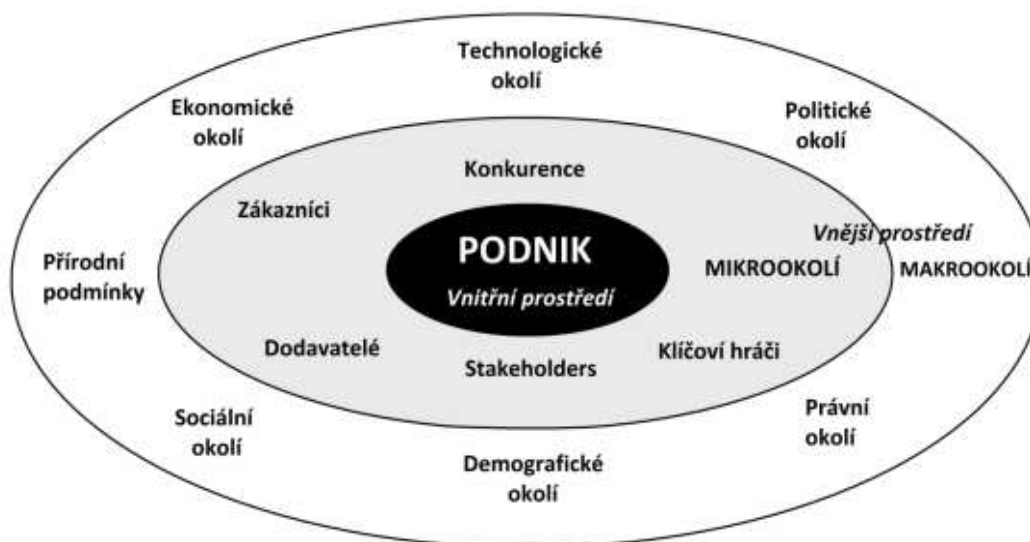 Technologické
okolí
Ekonomické
okolí
Politické
okolí
Konkurence
Zákazníci
PODNIK
Vnitřní prostředí
Vnější prostředí
MIKROOKOLÍ
MAKROOKOLÍ
Přírodní
podmínky
Dodavatelé
Stakeholders
Klíčoví hráči
Sociální
okolí
Demografické
okolí
Právní
okolí